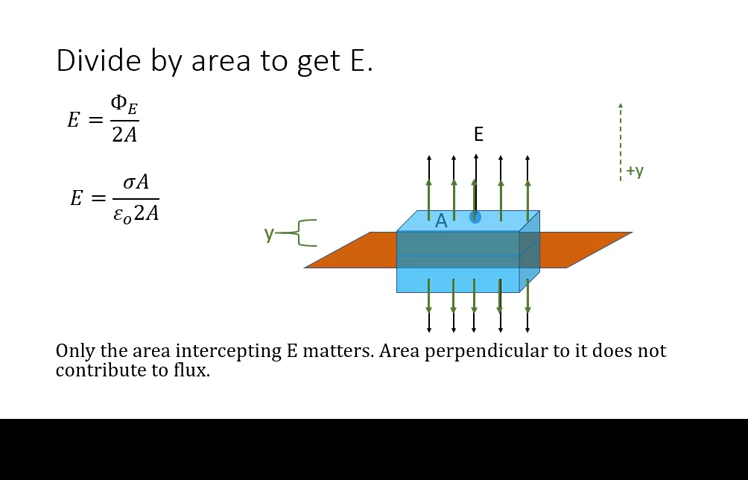 Divide by area to get E.
E = Φ_E / 2A
E = σA / ε_o2A
E
+y
A
y
Only the area intercepting E matters. Area perpendicular to it does not
contribute to flux.